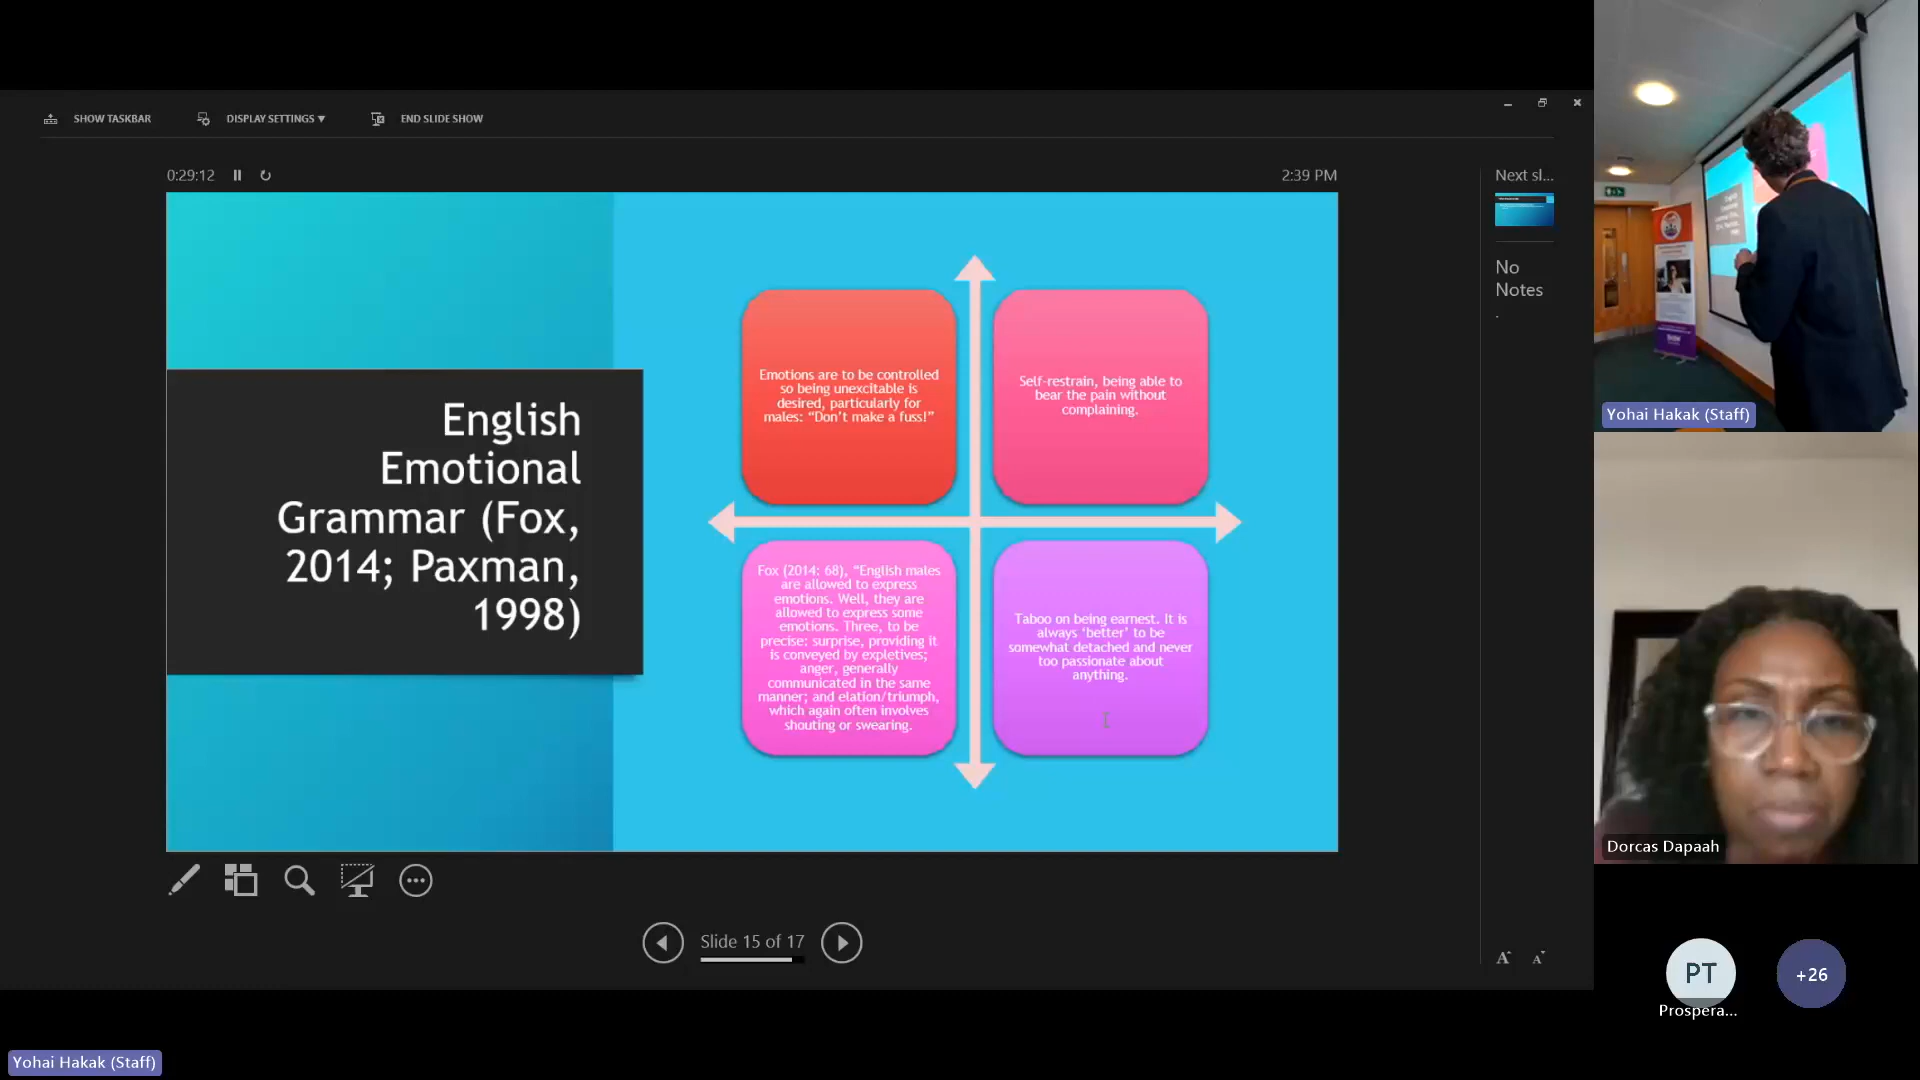 SHOW TASKBAR
DISPLAY SETTINGS ▾
END SLIDE SHOW
0:29:12
2:39 PM
Next sl...
No
Notes
.
English
Emotional
Grammar (Fox,
2014; Paxman,
1998)
Emotions are to be controlled
so being unexcitable is
desired, particularly for
males: “Don’t make a fuss!”
Self-restrain, being able to
bear the pain without
complaining.
Fox (2014: 68), “English males
are allowed to express
emotions. Well, they are
allowed to express some
emotions. Three, to be
precise: surprise, providing it
is conveyed by expletives;
anger, generally
communicated in the same
manner; and elation/triumph,
which again often involves
shouting or swearing.
Taboo on being earnest. It is
always ‘better’ to be
somewhat detached and never
too passionate about
anything.
Slide 15 of 17
A A
Yohai Hakak (Staff)
Dorcas Dapaah
PT
Prospera...
+26
Yohai Hakak (Staff)